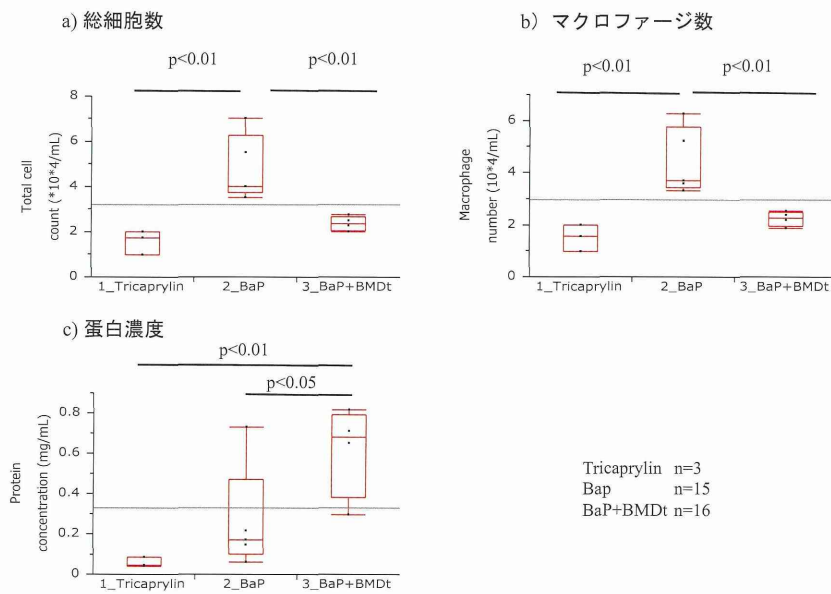 a) 総細胞数
p<0.01
p<0.01
Total cell
count (*10*4/mL)
8
6
4
2
0
1_Tricaprylin
2_BaP
3_BaP+BMDt
b) マクロファージ数
p<0.01
p<0.01
Macrophage
number (10*4/mL)
6
4
2
0
1_Tricaprylin
2_BaP
3_BaP+BMDt
c) 蛋白濃度
p<0.01
p<0.05
Protein
concentration (mg/mL)
0.8
0.6
0.4
0.2
0
1_Tricaprylin
2_BaP
3_BaP+BMDt
Tricaprylin n=3
Bap n=15
BaP+BMDt n=16